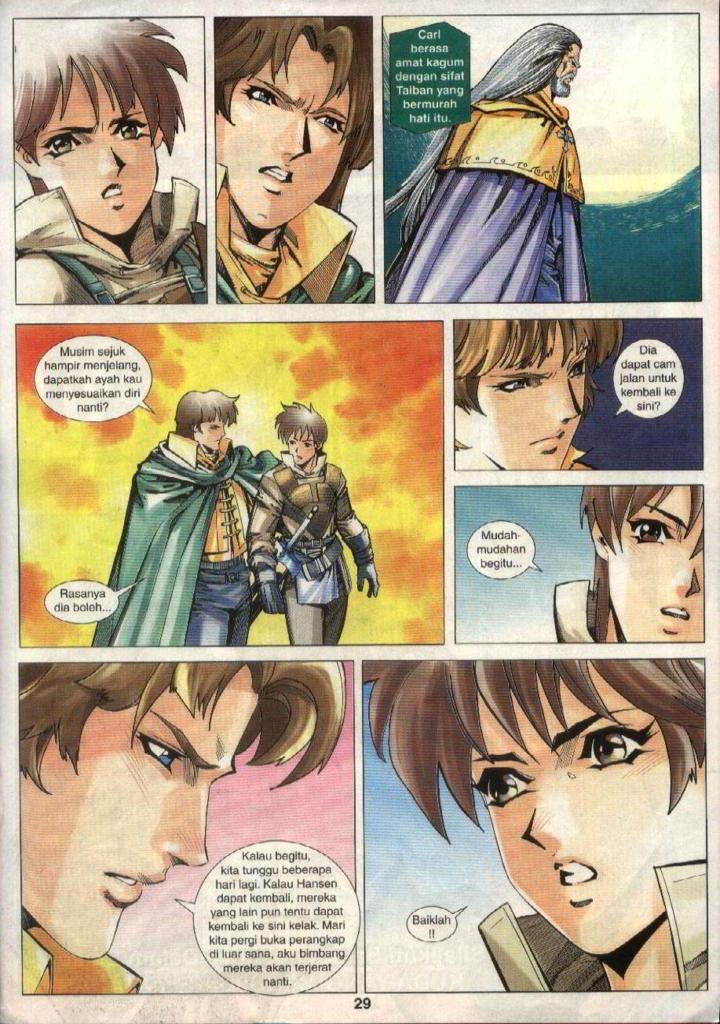 Carl
berasa
amat kagum
dengan sifat
Taiban yang
bermurah
hati itu.
Musim sejuk
hampir menjelang,
dapatkah ayah kau
menyesuaikan diri
nanti?
Rasanya
dia boleh...
Dia
dapat cam
jalan untuk
kembali ke
sini?
Mudah-
mudahan
begitu...
Kalau begitu,
kita tunggu beberapa
hari lagi. Kalau Hansen
dapat kembali, mereka
yang lain pun tentu dapat
kembali ke sini kelak. Mari
kita pergi buka perangkap
di luar sana, aku bimbang
mereka akan terjerat
nanti.
Baiklah
!!
29